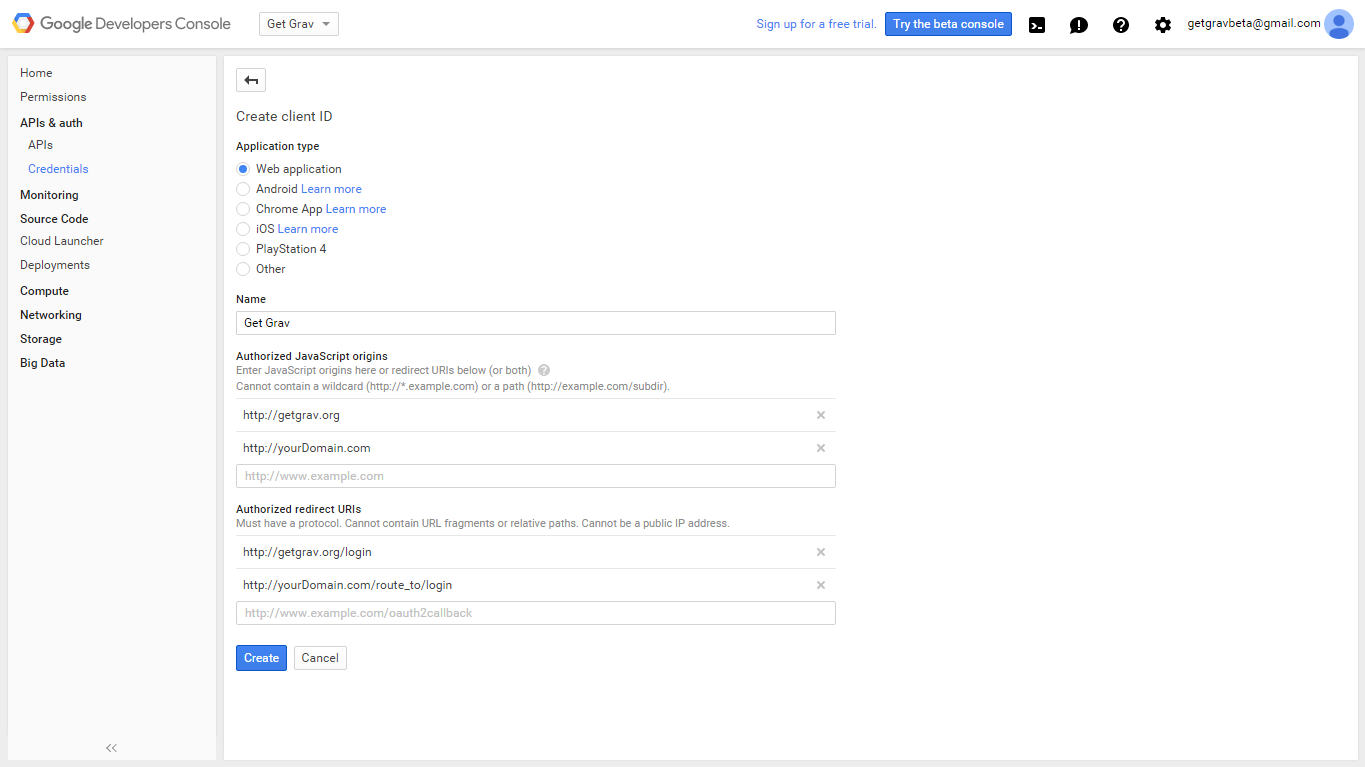 Google Developers Console
Get Grav
Sign up for a free trial.
Try the beta console
getgravbeta@gmail.com
Home
Permissions
APIs & auth
APIs
Credentials
Monitoring
Source Code
Cloud Launcher
Deployments
Compute
Networking
Storage
Big Data
Create client ID
Application type
Web application
Android Learn more
Chrome App Learn more
iOS Learn more
PlayStation 4
Other
Name
Get Grav
Authorized JavaScript origins
Enter JavaScript origins here or redirect URIs below (or both)
Cannot contain a wildcard (http://*.example.com) or a path (http://example.com/subdir).
http://getgrav.org
http://yourDomain.com
http://www.example.com
Authorized redirect URIs
Must have a protocol. Cannot contain URL fragments or relative paths. Cannot be a public IP address.
http://getgrav.org/login
http://yourDomain.com/route_to/login
http://www.example.com/oauth2callback
Create Cancel